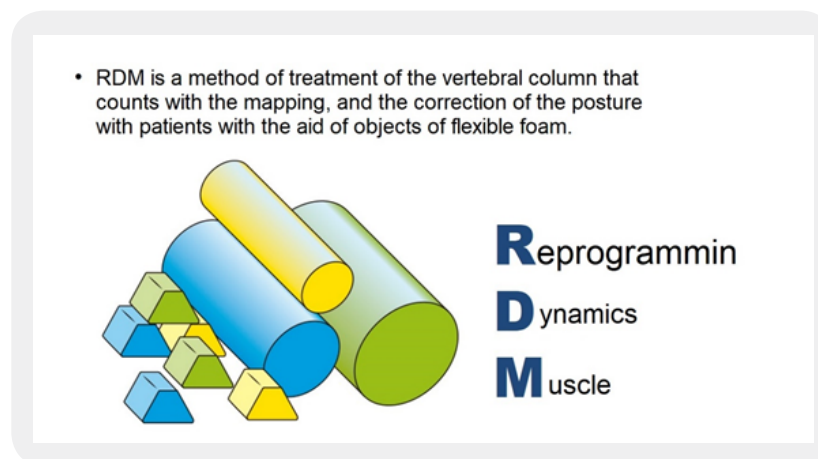 • RDM is a method of treatment of the vertebral column that
counts with the mapping, and the correction of the posture
with patients with the aid of objects of flexible foam.
Reprogrammin
Dynamics
Muscle